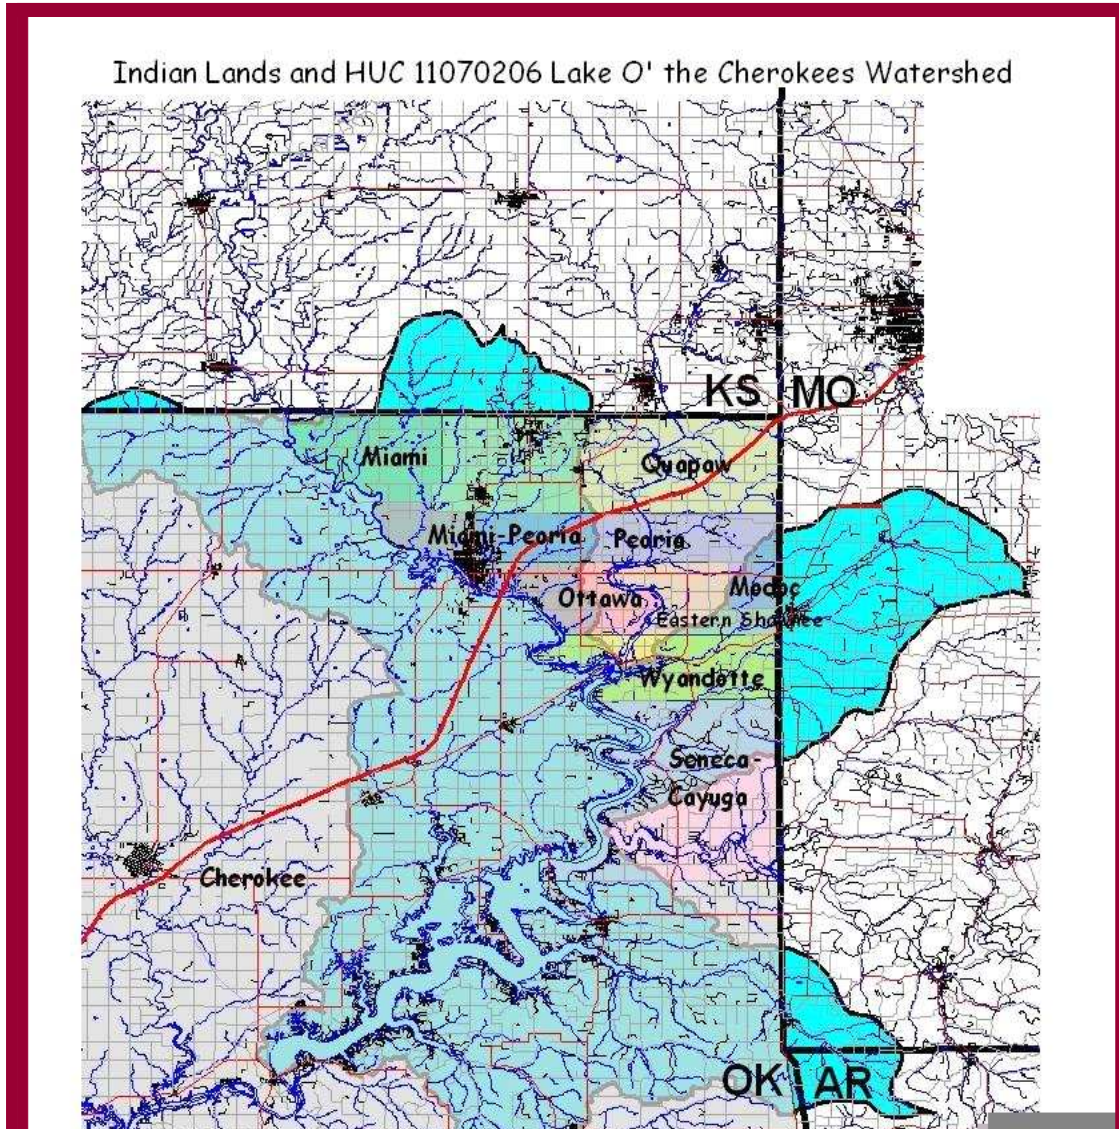 Indian Lands and HUC 11070206 Lake O' the Cherokees Watershed
KS MO
Miami
Quapaw
Miami-Peoria
Peoria
Modoc
Ottawa
Eastern Shawnee
Wyandotte
Seneca-
Cayuga
Cherokee
OK AR